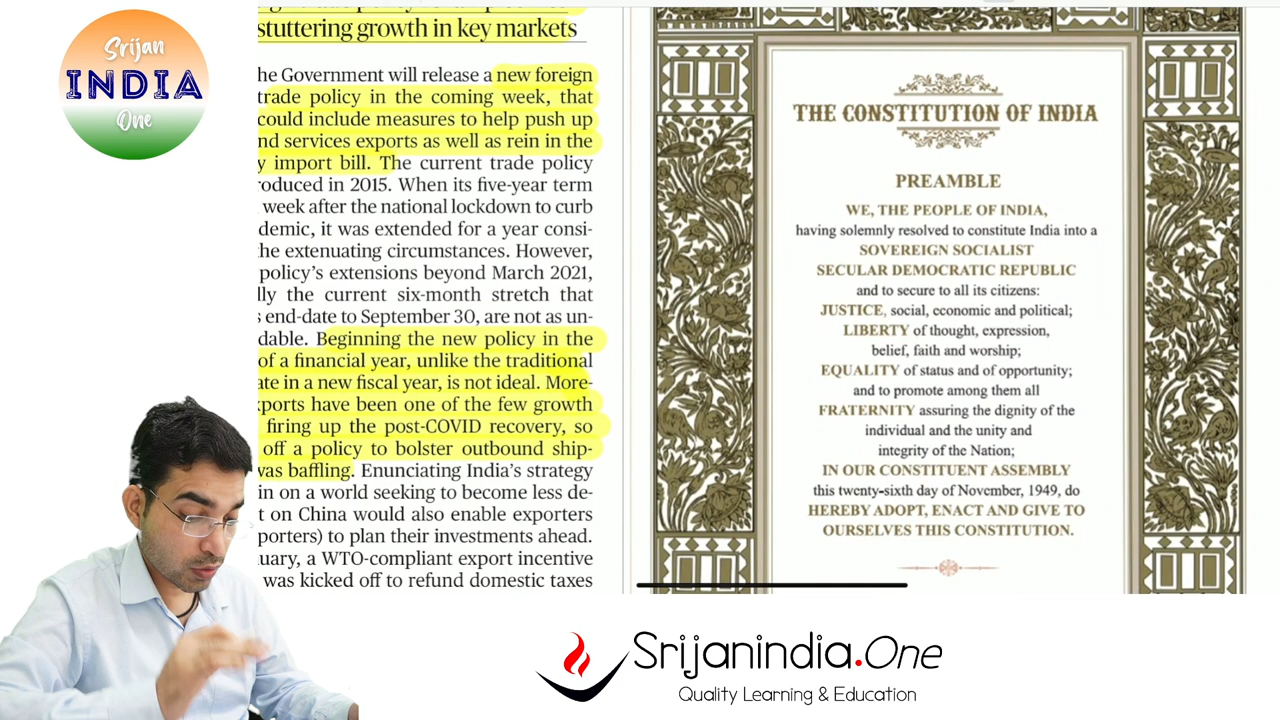 Srijan
INDIA
One
stuttering growth in key markets
he Government will release a new foreign
trade policy in the coming week, that
could include measures to help push up
nd services exports as well as rein in the
y import bill. The current trade policy
roduced in 2015. When its five-year term
week after the national lockdown to curb
demic, it was extended for a year consi-
he extenuating circumstances. However,
policy's extensions beyond March 2021,
lly the current six-month stretch that
s end-date to September 30, are not as un-
dable. Beginning the new policy in the
of a financial year, unlike the traditional
ate in a new fiscal year, is not ideal. More-
xports have been one of the few growth
firing up the post-COVID recovery, so
off a policy to bolster outbound ship-
was baffling. Enunciating India's strategy
in on a world seeking to become less de-
t on China would also enable exporters
porters) to plan their investments ahead.
uary, a WTO-compliant export incentive
was kicked off to refund domestic taxes
THE CONSTITUTION OF INDIA
PREAMBLE
WE, THE PEOPLE OF INDIA,
having solemnly resolved to constitute India into a
SOVEREIGN SOCIALIST
SECULAR DEMOCRATIC REPUBLIC
and to secure to all its citizens:
JUSTICE, social, economic and political;
LIBERTY of thought, expression,
belief, faith and worship;
EQUALITY of status and of opportunity;
and to promote among them all
FRATERNITY assuring the dignity of the
individual and the unity and
integrity of the Nation;
IN OUR CONSTITUENT ASSEMBLY
this twenty-sixth day of November, 1949, do
HEREBY ADOPT, ENACT AND GIVE TO
OURSELVES THIS CONSTITUTION.
Srijanindia.One
Quality Learning & Education